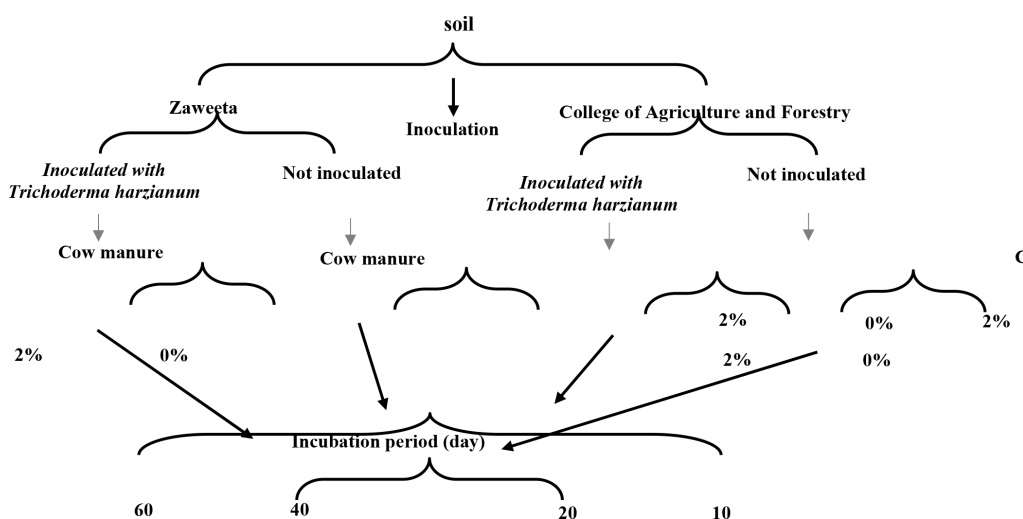 soil
Zaweeta
College of Agriculture and Forestry
Inoculation
Inoculated with
Trichoderma harzianum
Not inoculated
Inoculated with
Trichoderma harzianum
Not inoculated
Cow manure
Cow manure
2%
0%
2%
2%
0%
2%
0%
Incubation period (day)
60
40
20
10